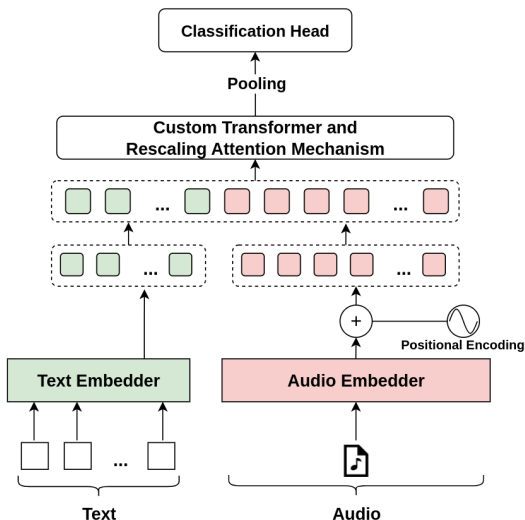 Classification Head
Pooling
Custom Transformer and
Rescaling Attention Mechanism
...
... ...
+
Positional Encoding
Text Embedder
Audio Embedder
...
Text
Audio